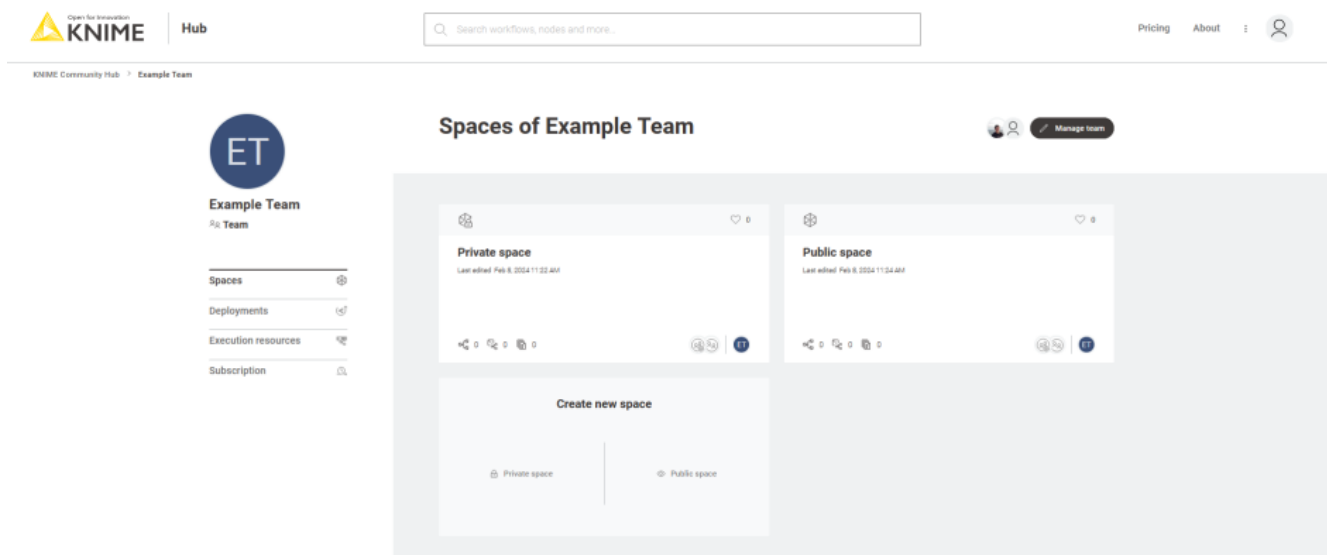 Open for Innovation
KNIME
Hub
Search workflows, nodes and more...
Pricing
About
KNIME Community Hub > Example Team
ET
Example Team
Team
Spaces
Deployments
Execution resources
Subscription
Spaces of Example Team
Manage team
0
Private space
Last edited Feb 8, 2024 11:22 AM
0 0 0
ET
0
Public space
Last edited Feb 8, 2024 11:24 AM
0 0 0
ET
Create new space
Private space
Public space